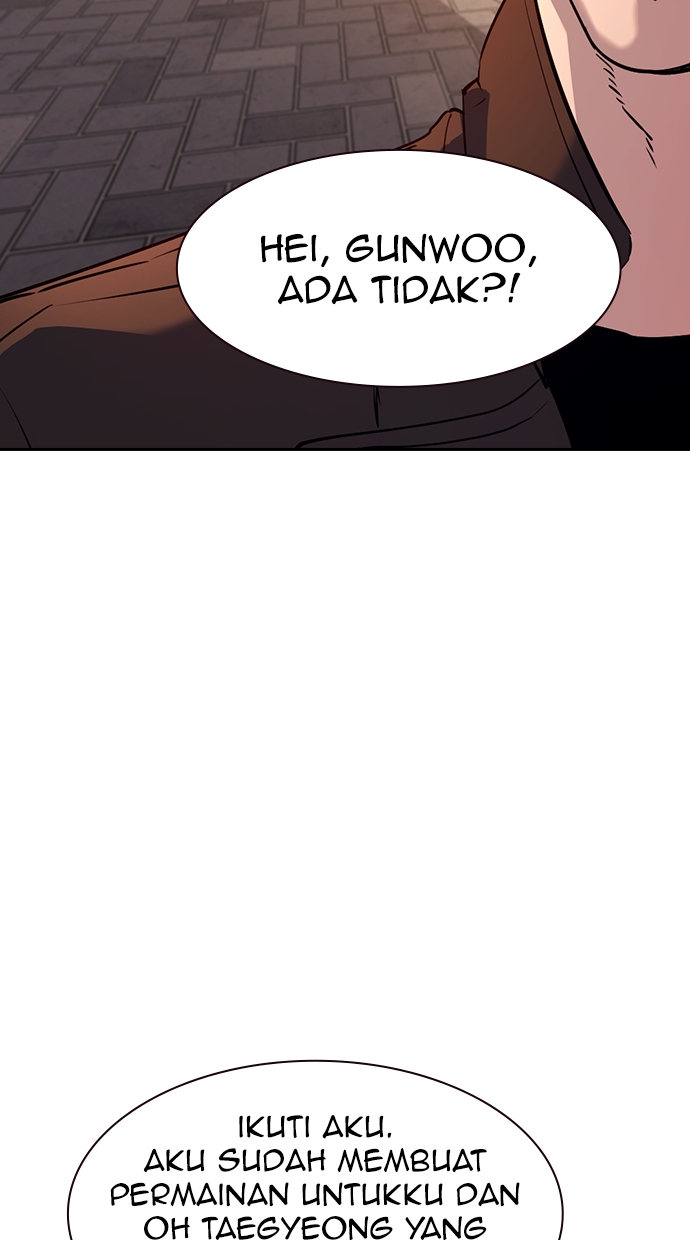 HEI, GUNWOO,
ADA TIDAK?!
IKUTI AKU.
AKU SUDAH MEMBUAT
PERMAINAN UNTUKKU DAN
OH TAEGYEONG YANG